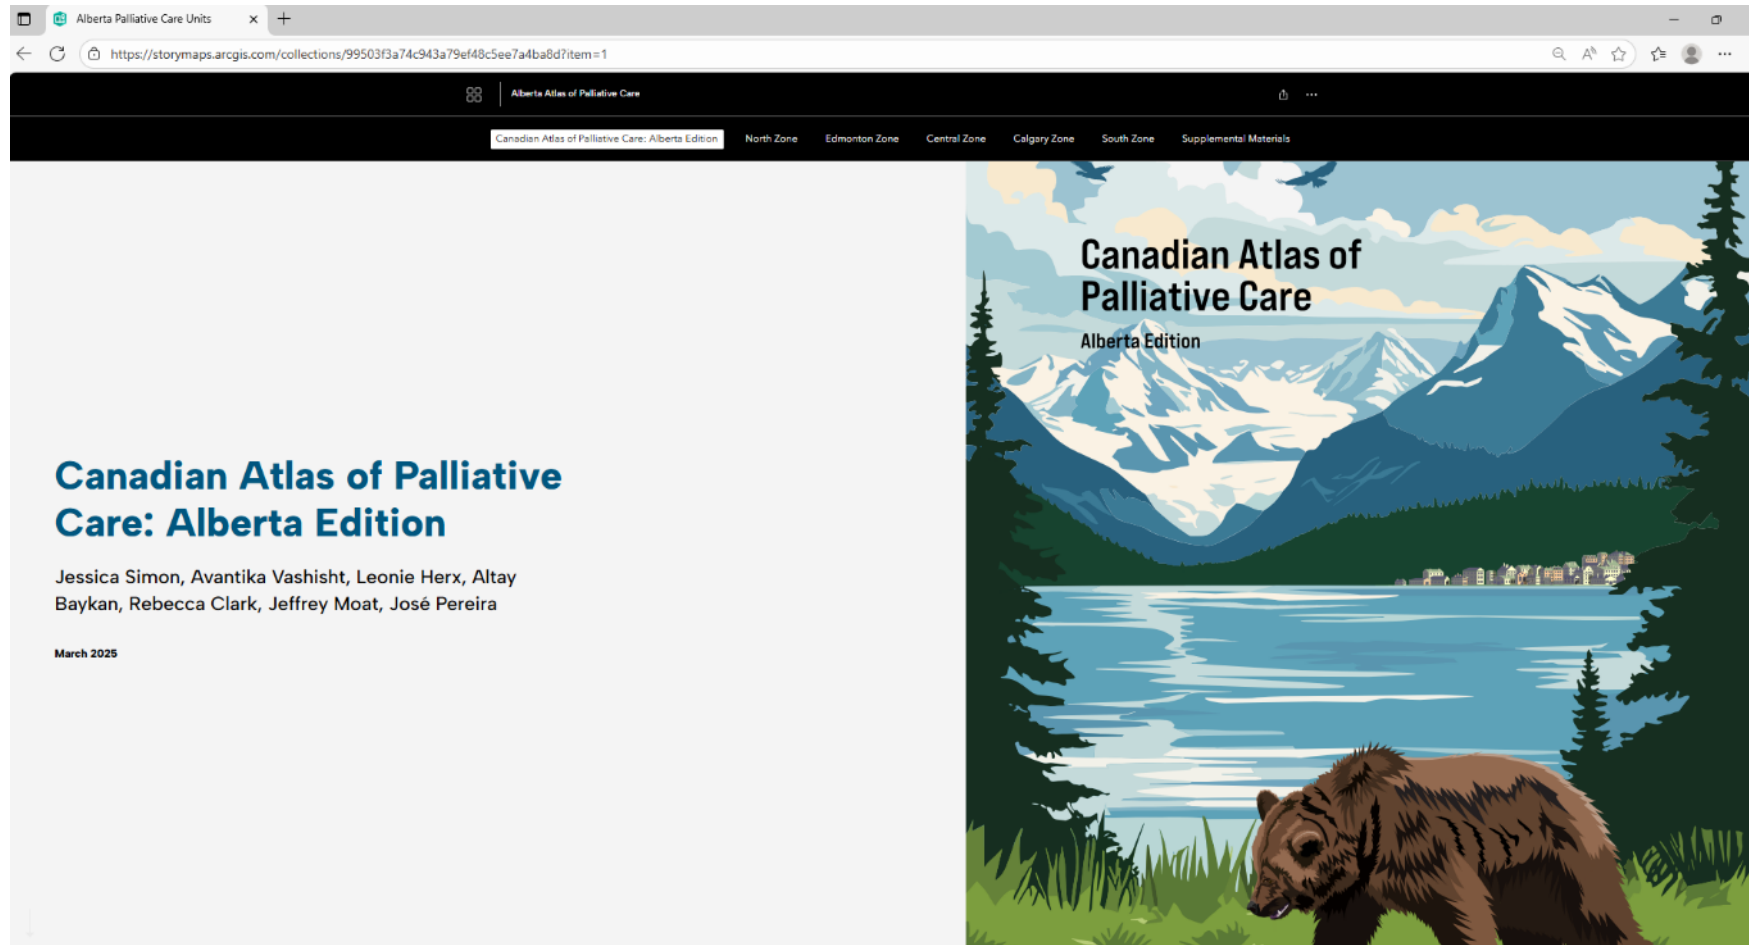 Alberta Palliative Care Units
https://storymaps.arcgis.com/collections/99503f3a74c943a79ef48c5ee7a4ba8d?item=1
Alberta Atlas of Palliative Care
Canadian Atlas of Palliative Care: Alberta Edition North Zone Edmonton Zone Central Zone Calgary Zone South Zone Supplemental Materials
Canadian Atlas of
Palliative Care
Alberta Edition
Canadian Atlas of Palliative
Care: Alberta Edition
Jessica Simon, Avantika Vashisht, Leonie Herx, Altay
Baykan, Rebecca Clark, Jeffrey Moat, José Pereira
March 2025